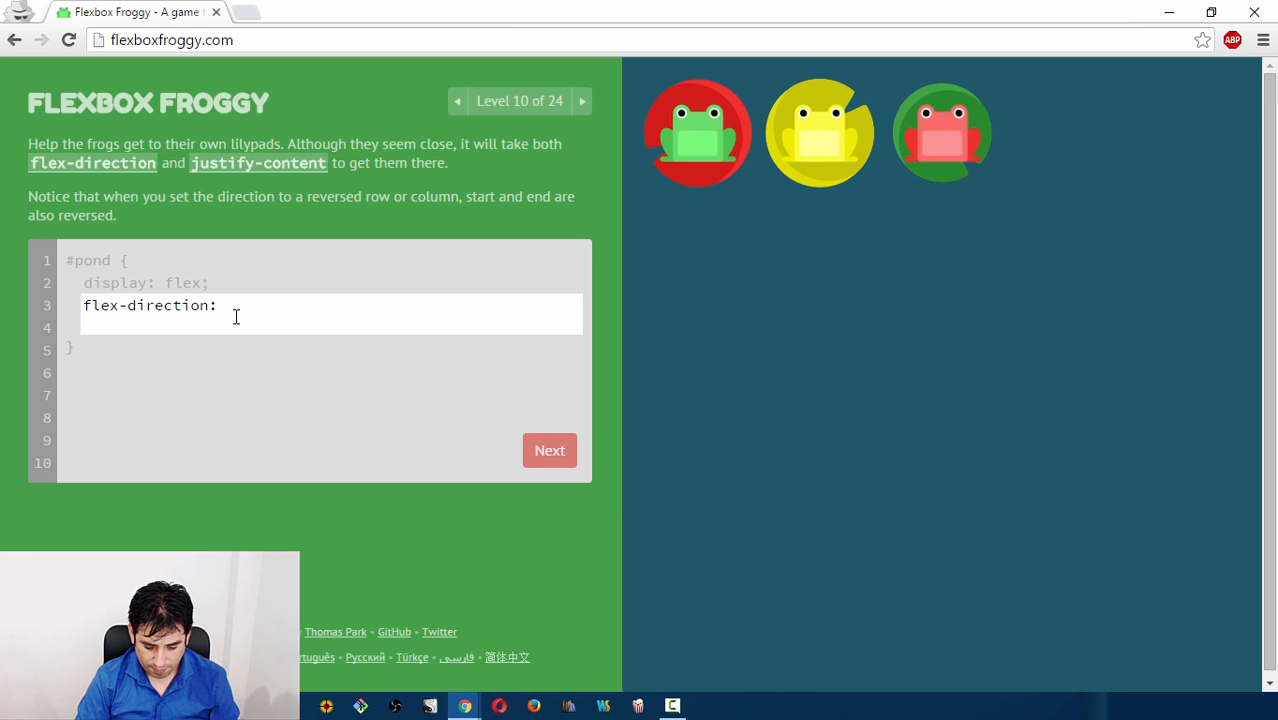 Flexbox Froggy - A game f
flexboxfroggy.com
ABP
FLEXBOX FROGGY
Level 10 of 24
Help the frogs get to their own lilypads. Although they seem close, it will take both
flex-direction and justify-content to get them there.
Notice that when you set the direction to a reversed row or column, start and end are
also reversed.
1 #pond {
2 display: flex;
3 flex-direction:
4
5 }
6
7
8
9
10
Next
Thomas Park • GitHub • Twitter
rtuguês • Русский • Türkçe • فارسی • 简体中文